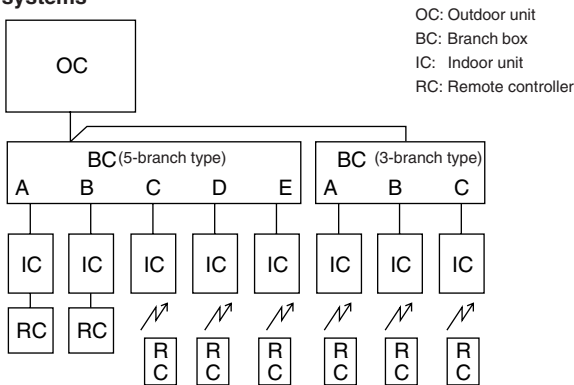 systems
OC: Outdoor unit
BC: Branch box
IC: Indoor unit
RC: Remote controller
OC
BC (5-branch type)
A B C D E
BC (3-branch type)
A B C
IC IC IC IC IC IC IC IC
RC RC
R R R R R R
C C C C C C